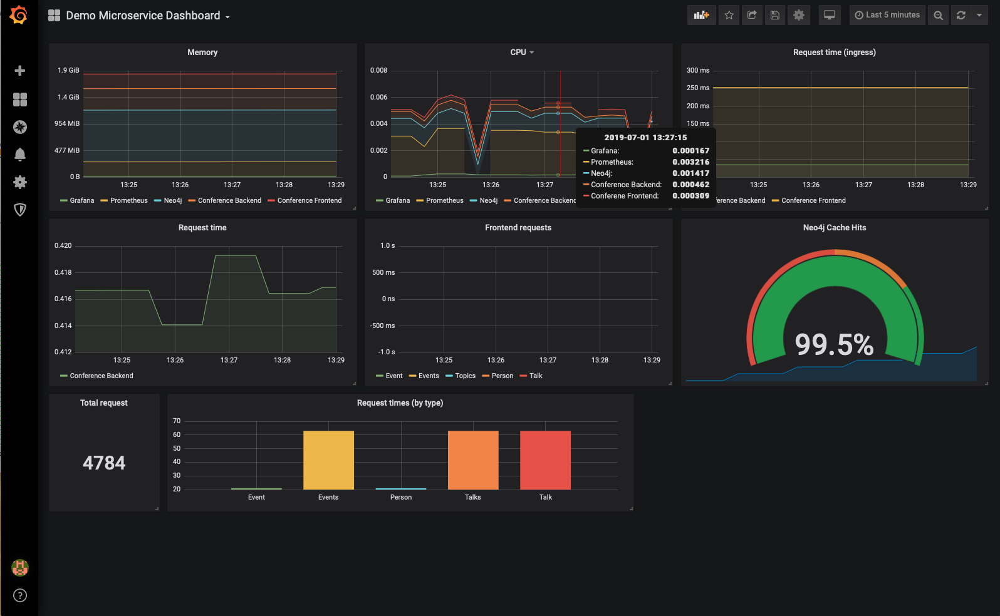 Demo Microservice Dashboard
Last 5 minutes
Memory
1.9 GiB
1.4 GiB
954 MiB
477 MiB
0 B
13:25 13:26 13:27 13:28 13:29
Grafana Prometheus Neo4j Conference Backend Conference Frontend
CPU
0.008
0.006
0.004
0.002
0
13:25 13:26 13:27
Grafana Prometheus Neo4j Conference Backend
2019-07-01 13:27:15
Grafana: 0.000167
Prometheus: 0.003216
Neo4j: 0.001417
Conference Backend: 0.000462
Conferene Frontend: 0.000309
Request time (ingress)
300 ms
250 ms
200 ms
150 ms
13:25 13:26 13:27 13:28 13:29
erence Backend Conference Frontend
Request time
0.420
0.418
0.416
0.414
0.412
13:25 13:26 13:27 13:28 13:29
Conference Backend
Frontend requests
1.0 s
500 ms
0 ns
-500 ms
-1.0 s
13:25 13:26 13:27 13:28 13:29
Event Events Topics Person Talk
Neo4j Cache Hits
99.5%
Total request
4784
Request times (by type)
70
60
50
40
30
20
Event Events Person Talks Talk
?